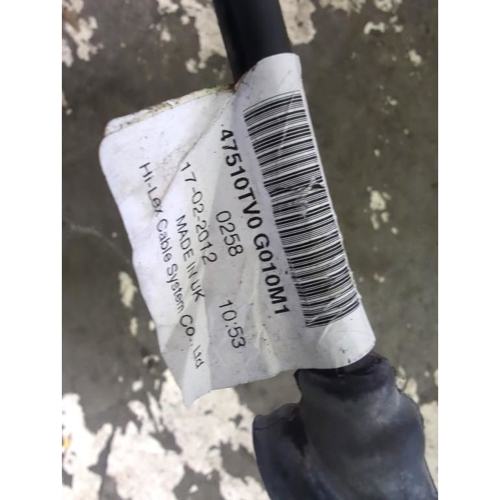 47510TV0 G010M1
0258 10:53
17-02-2012
MADE IN UK
Hi-Lex Cable System Co., Ltd